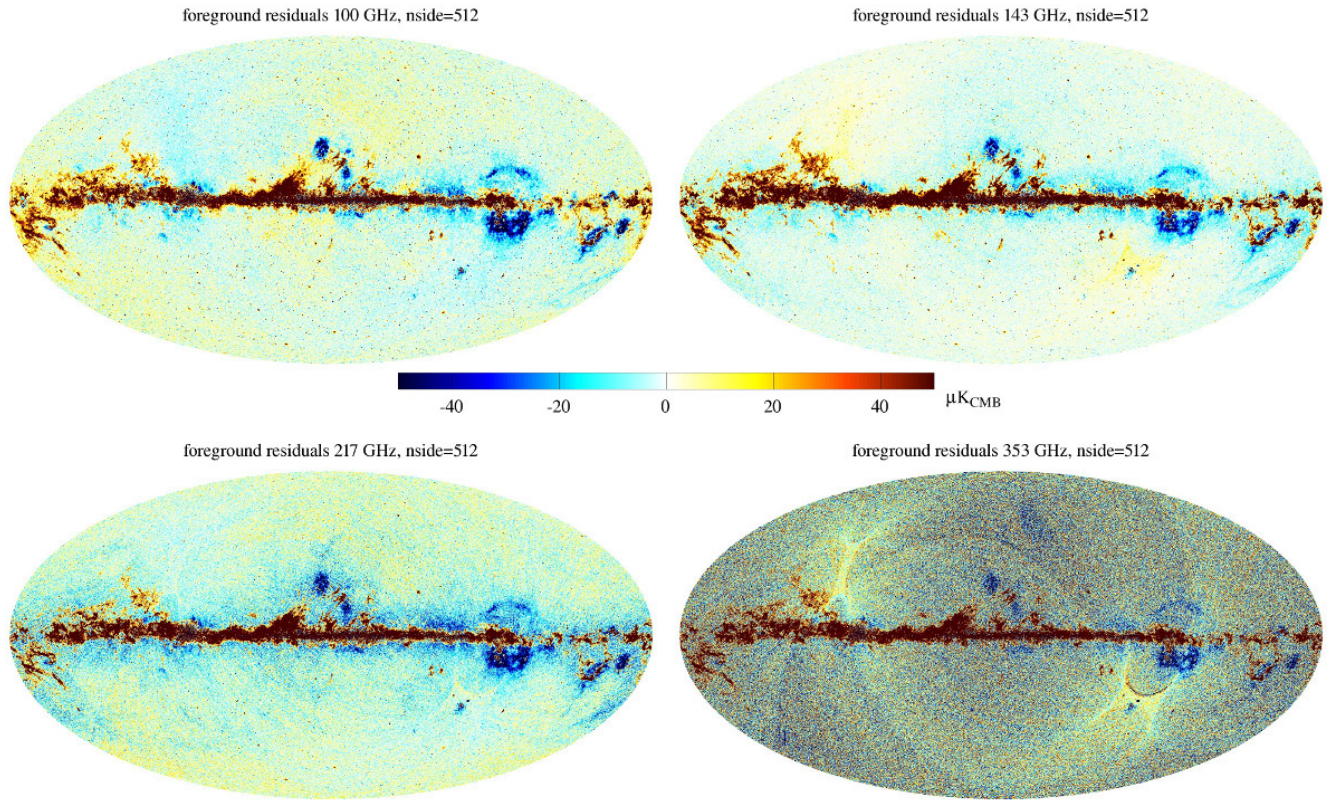 foreground residuals 100 GHz, nside=512
foreground residuals 143 GHz, nside=512
-40 -20 0 20 40 μK_CMB
foreground residuals 217 GHz, nside=512
foreground residuals 353 GHz, nside=512